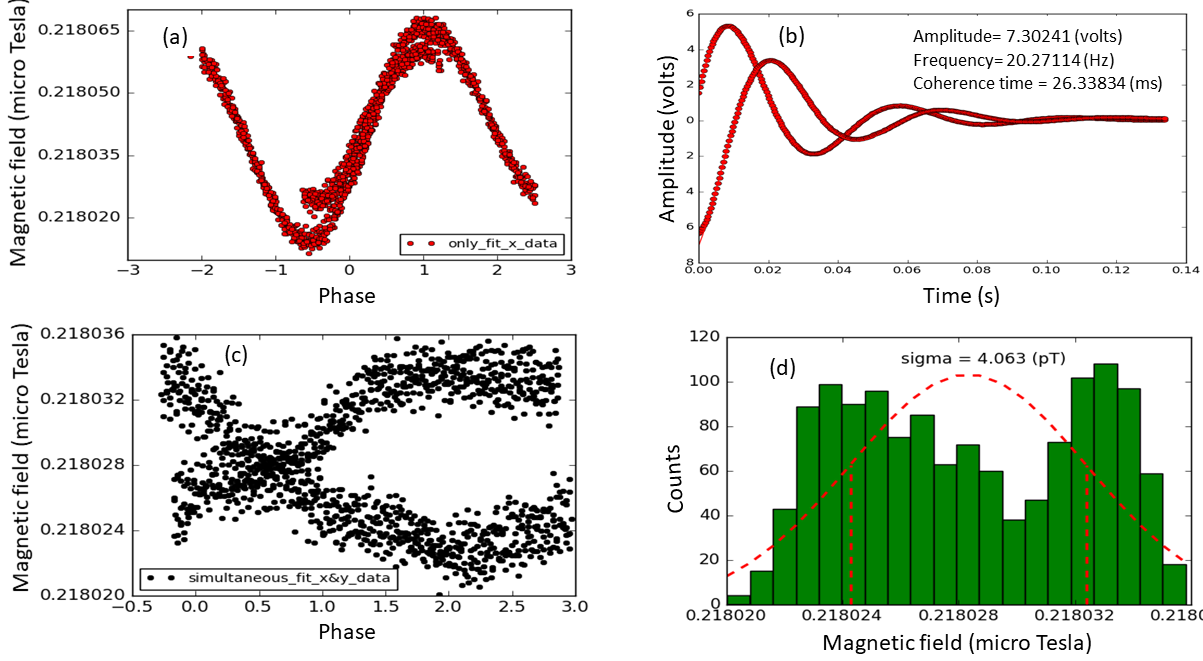 Magnetic field (micro Tesla)
0.218065
0.218050
0.218035
0.218020
(a)
only_fit_x_data
−3
−2
−1
0
1
2
3
Phase
Amplitude (volts)
6
4
2
0
2
4
6
8
(b)
Amplitude= 7.30241 (volts)
Frequency= 20.27114 (Hz)
Coherence time = 26.33834 (ms)
0.00
0.02
0.04
0.06
0.08
0.10
0.12
0.14
Time (s)
Magnetic field (micro Tesla)
0.218036
0.218032
0.218028
0.218024
0.218020
(c)
simultaneous_fit_x&y_data
−0.5
0.0
0.5
1.0
1.5
2.0
2.5
3.0
Phase
Counts
120
100
80
60
40
20
0
(d)
sigma = 4.063 (pT)
0.218020
0.218024
0.218028
0.218032
0.2180
Magnetic field (micro Tesla)